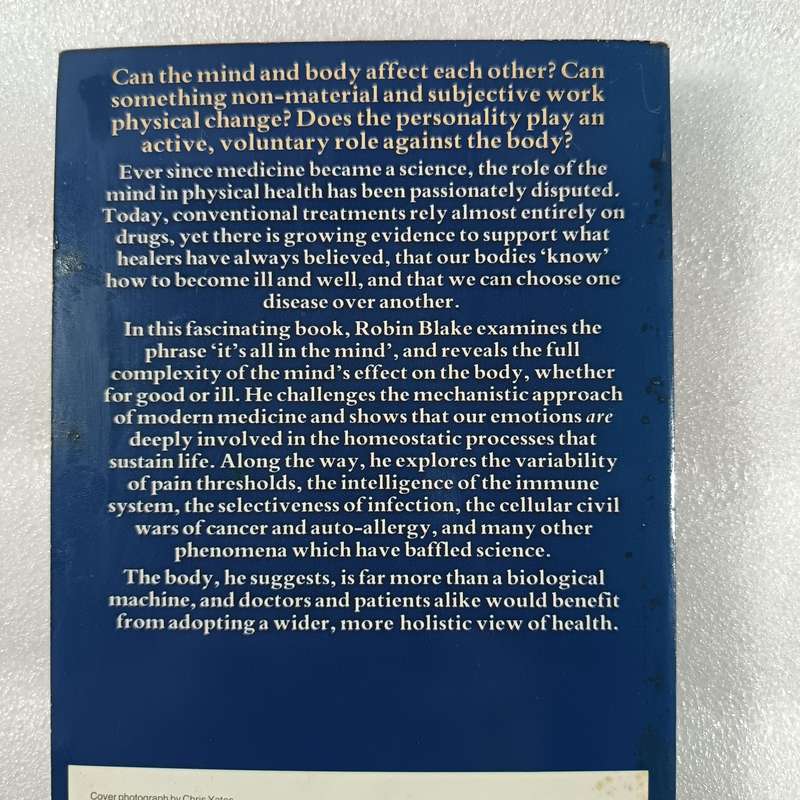 Can the mind and body affect each other? Can
something non-material and subjective work
physical change? Does the personality play an
active, voluntary role against the body?
Ever since medicine became a science, the role of the
mind in physical health has been passionately disputed.
Today, conventional treatments rely almost entirely on
drugs, yet there is growing evidence to support what
healers have always believed, that our bodies ‘know’
how to become ill and well, and that we can choose one
disease over another.
In this fascinating book, Robin Blake examines the
phrase ‘it’s all in the mind’, and reveals the full
complexity of the mind’s effect on the body, whether
for good or ill. He challenges the mechanistic approach
of modern medicine and shows that our emotions are
deeply involved in the homeostatic processes that
sustain life. Along the way, he explores the variability
of pain thresholds, the intelligence of the immune
system, the selectiveness of infection, the cellular civil
wars of cancer and auto-allergy, and many other
phenomena which have baffled science.
The body, he suggests, is far more than a biological
machine, and doctors and patients alike would benefit
from adopting a wider, more holistic view of health.
Cover photograph by Chris Yates